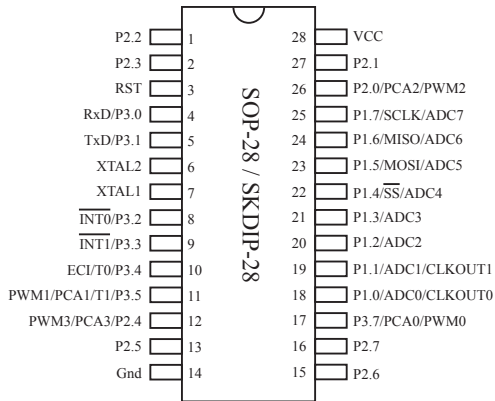 P2.2 1 28 VCC
P2.3 2 27 P2.1
RST 3 26 P2.0/PCA2/PWM2
RxD/P3.0 4 25 P1.7/SCLK/ADC7
TxD/P3.1 5 24 P1.6/MISO/ADC6
XTAL2 6 23 P1.5/MOSI/ADC5
XTAL1 7 22 P1.4/S̅S̅/ADC4
I̅N̅T̅0̅/P3.2 8 21 P1.3/ADC3
I̅N̅T̅1̅/P3.3 9 20 P1.2/ADC2
ECI/T0/P3.4 10 19 P1.1/ADC1/CLKOUT1
PWM1/PCA1/T1/P3.5 11 18 P1.0/ADC0/CLKOUT0
PWM3/PCA3/P2.4 12 17 P3.7/PCA0/PWM0
P2.5 13 16 P2.7
Gnd 14 15 P2.6
SOP-28 / SKDIP-28